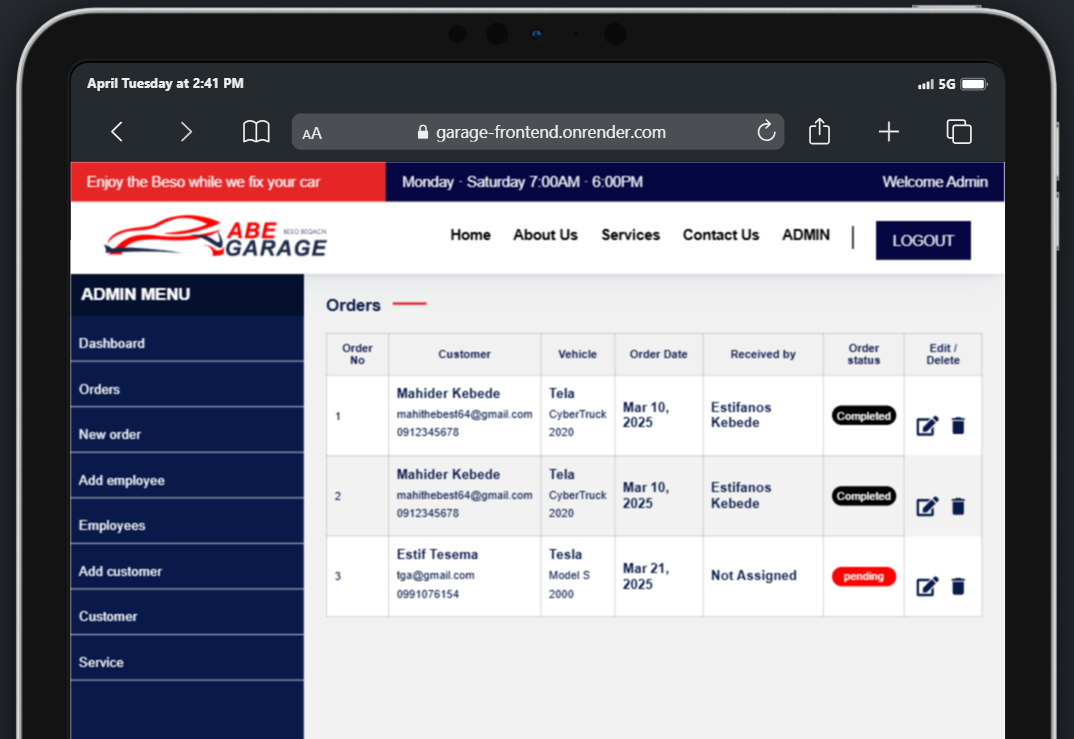 April Tuesday at 2:41 PM
5G
AA
garage-frontend.onrender.com
Enjoy the Beso while we fix your car
Monday - Saturday 7:00AM - 6:00PM
Welcome Admin
ABE BESO BEQACH
GARAGE
Home About Us Services Contact Us ADMIN | LOGOUT
ADMIN MENU
Dashboard
Orders
New order
Add employee
Employees
Add customer
Customer
Service
Orders
Order No Customer Vehicle Order Date Received by Order status Edit / Delete
1
Mahider Kebede
mahithebest64@gmail.com
0912345678
Tela
CyberTruck
2020
Mar 10,
2025
Estifanos
Kebede
Completed
2
Mahider Kebede
mahithebest64@gmail.com
0912345678
Tela
CyberTruck
2020
Mar 10,
2025
Estifanos
Kebede
Completed
3
Estif Tesema
tga@gmail.com
0991076154
Tesla
Model S
2000
Mar 21,
2025
Not Assigned
pending